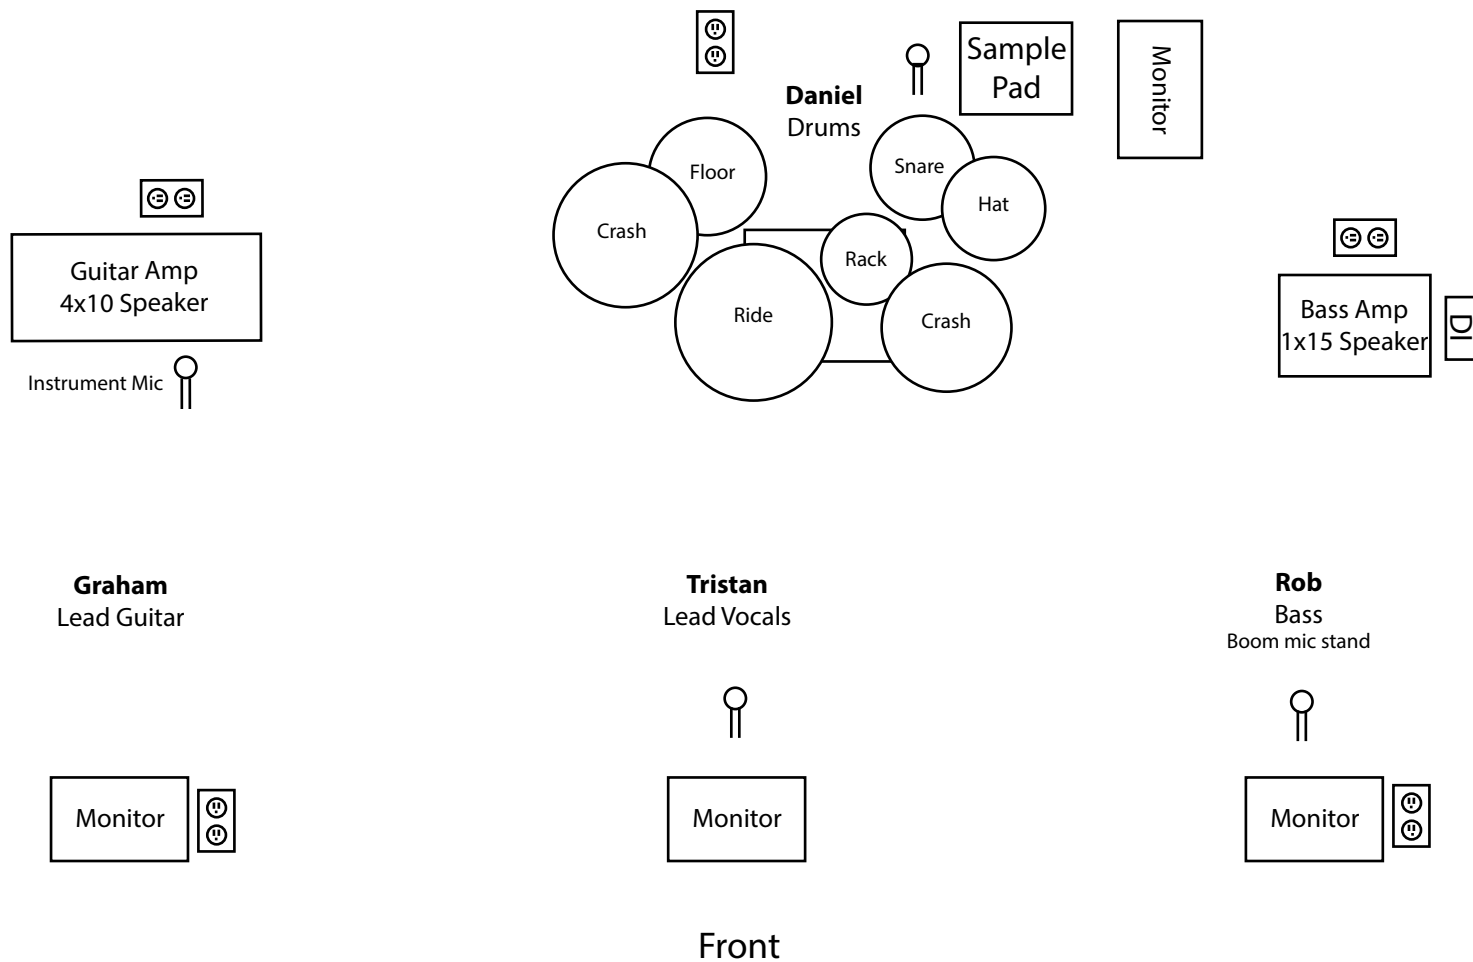 Sample
Pad
Monitor
Daniel
Drums
Floor
Snare
Hat
Crash
Rack
Ride
Crash
Guitar Amp
4x10 Speaker
Instrument Mic
Bass Amp
1x15 Speaker
DI
Graham
Lead Guitar
Tristan
Lead Vocals
Rob
Bass
Boom mic stand
Monitor
Monitor
Monitor
Front